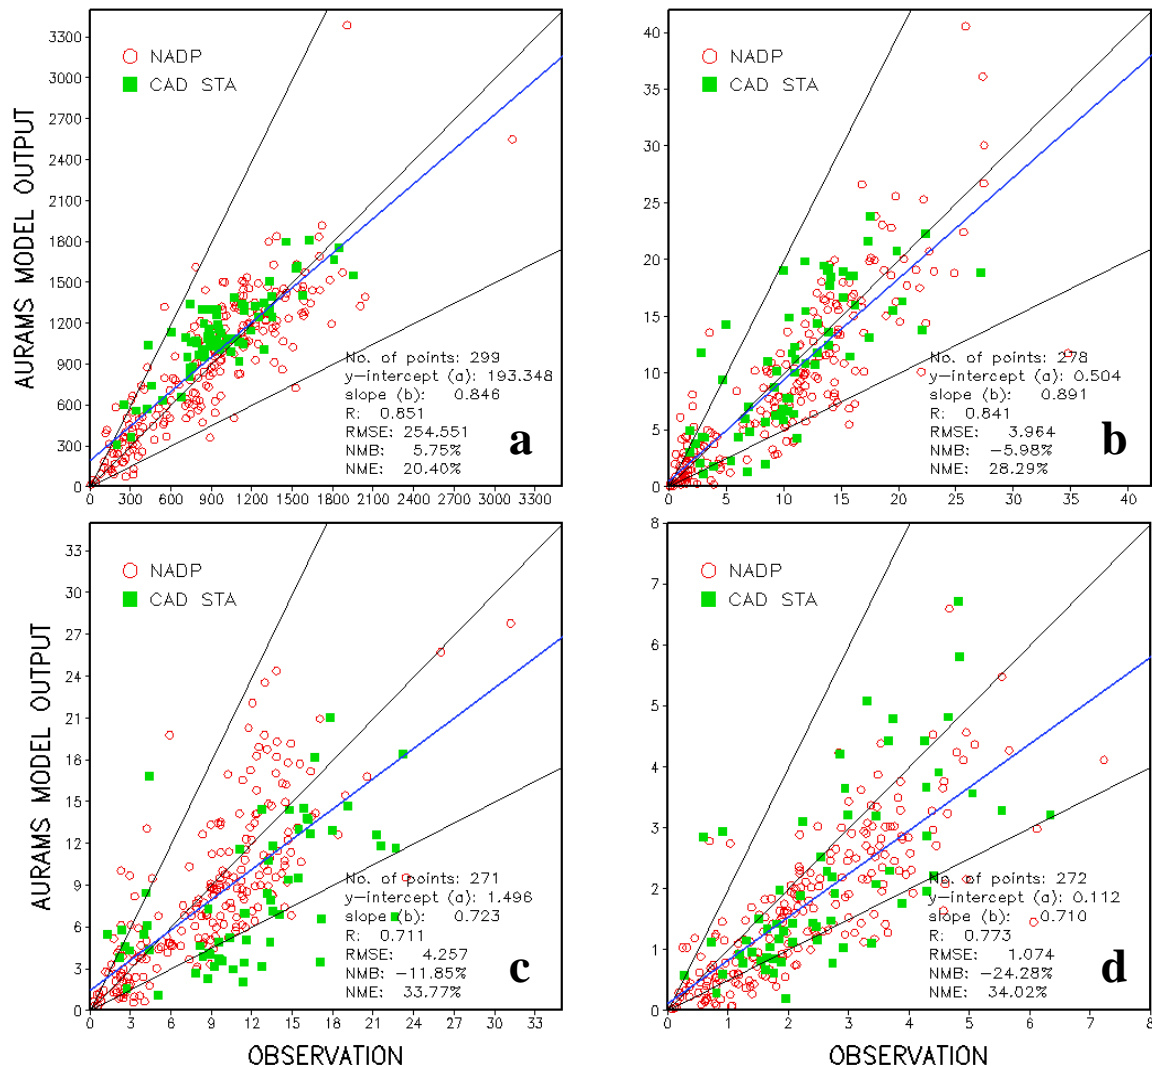 3300
3000
2700
2400
2100
1800
1500
1200
900
600
300
0
AURAMS MODEL OUTPUT
NADP
CAD STA
No. of points: 299
y-intercept (a): 193.348
slope (b): 0.846
R: 0.851
RMSE: 254.551
NMB: 5.75%
NME: 20.40%
a
0 300 600 900 1200 1500 1800 2100 2400 2700 3000 3300
40
35
30
25
20
15
10
5
0
NADP
CAD STA
No. of points: 278
y-intercept (a): 0.504
slope (b): 0.891
R: 0.841
RMSE: 3.964
NMB: −5.98%
NME: 28.29%
b
0 5 10 15 20 25 30 35 40
33
30
27
24
21
18
15
12
9
6
3
0
AURAMS MODEL OUTPUT
NADP
CAD STA
No. of points: 271
y-intercept (a): 1.496
slope (b): 0.723
R: 0.711
RMSE: 4.257
NMB: −11.85%
NME: 33.77%
c
0 3 6 9 12 15 18 21 24 27 30 33
OBSERVATION
8
7
6
5
4
3
2
1
0
NADP
CAD STA
No. of points: 272
y-intercept (a): 0.112
slope (b): 0.710
R: 0.773
RMSE: 1.074
NMB: −24.28%
NME: 34.02%
d
0 1 2 3 4 5 6 7 8
OBSERVATION